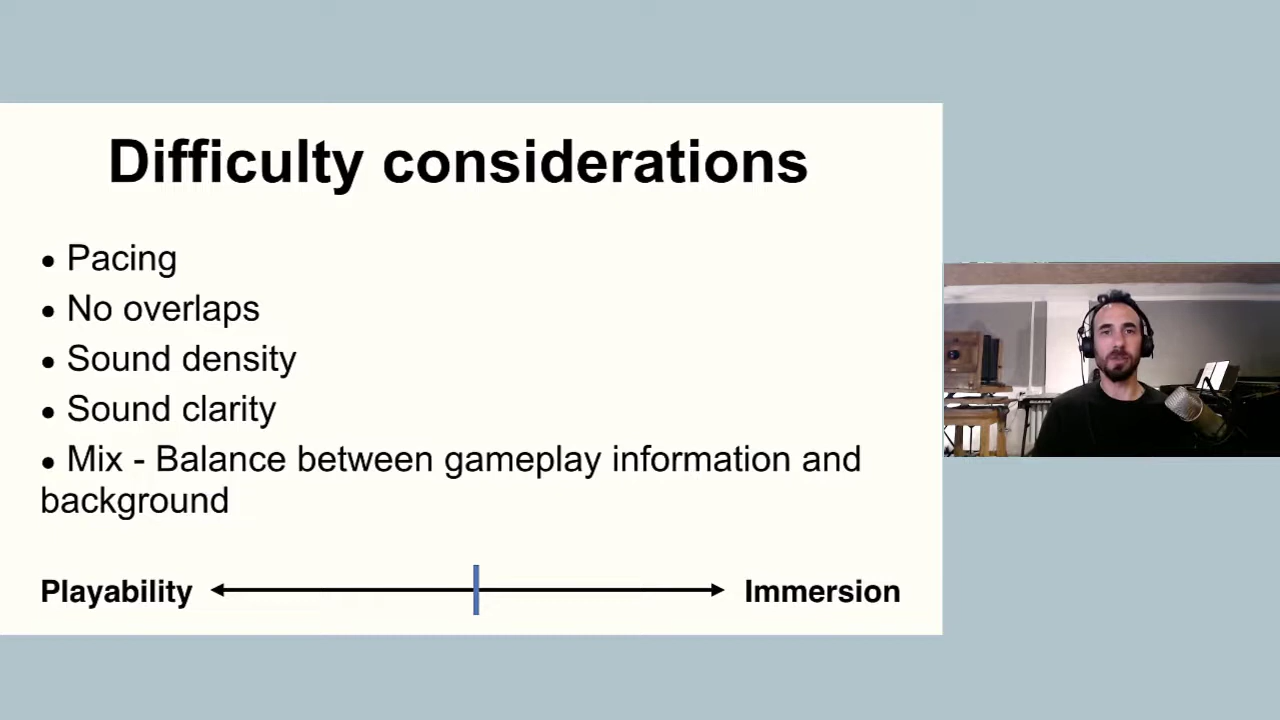 Difficulty considerations
• Pacing
• No overlaps
• Sound density
• Sound clarity
• Mix - Balance between gameplay information and
background
Playability
Immersion